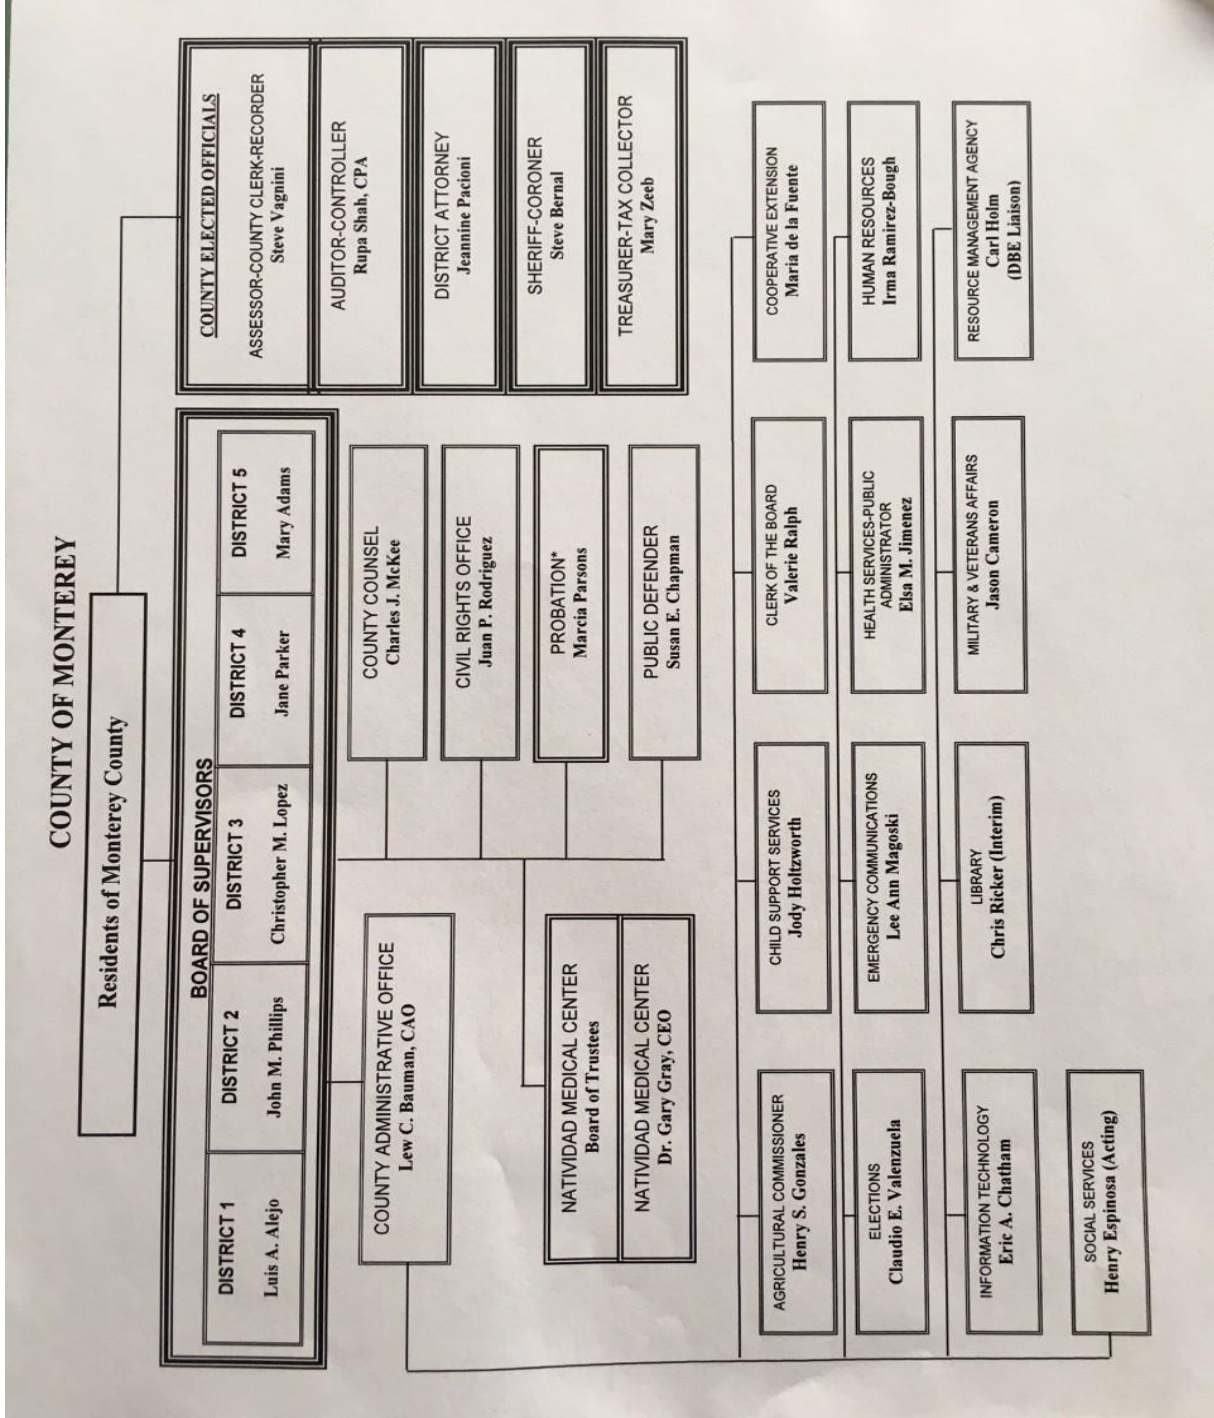 COUNTY OF MONTEREY
Residents of Monterey County
BOARD OF SUPERVISORS
DISTRICT 1
Luis A. Alejo
DISTRICT 2
John M. Phillips
DISTRICT 3
Christopher M. Lopez
DISTRICT 4
Jane Parker
DISTRICT 5
Mary Adams
COUNTY ELECTED OFFICIALS
ASSESSOR-COUNTY CLERK-RECORDER
Steve Vagnini
AUDITOR-CONTROLLER
Rupa Shah, CPA
DISTRICT ATTORNEY
Jeannine Pacioni
SHERIFF-CORONER
Steve Bernal
TREASURER-TAX COLLECTOR
Mary Zeeb
COUNTY ADMINISTRATIVE OFFICE
Lew C. Bauman, CAO
COUNTY COUNSEL
Charles J. McKee
CIVIL RIGHTS OFFICE
Juan P. Rodriguez
PROBATION*
Marcia Parsons
PUBLIC DEFENDER
Susan E. Chapman
NATIVIDAD MEDICAL CENTER
Board of Trustees
NATIVIDAD MEDICAL CENTER
Dr. Gary Gray, CEO
AGRICULTURAL COMMISSIONER
Henry S. Gonzales
CHILD SUPPORT SERVICES
Jody Holtzworth
CLERK OF THE BOARD
Valerie Ralph
COOPERATIVE EXTENSION
Maria de la Fuente
ELECTIONS
Claudio E. Valenzuela
EMERGENCY COMMUNICATIONS
Lee Ann Magoski
HEALTH SERVICES-PUBLIC
ADMINISTRATOR
Elsa M. Jimenez
HUMAN RESOURCES
Irma Ramirez-Bough
INFORMATION TECHNOLOGY
Eric A. Chatham
LIBRARY
Chris Ricker (Interim)
MILITARY & VETERANS AFFAIRS
Jason Cameron
RESOURCE MANAGEMENT AGENCY
Carl Holm
(DBE Liaison)
SOCIAL SERVICES
Henry Espinosa (Acting)